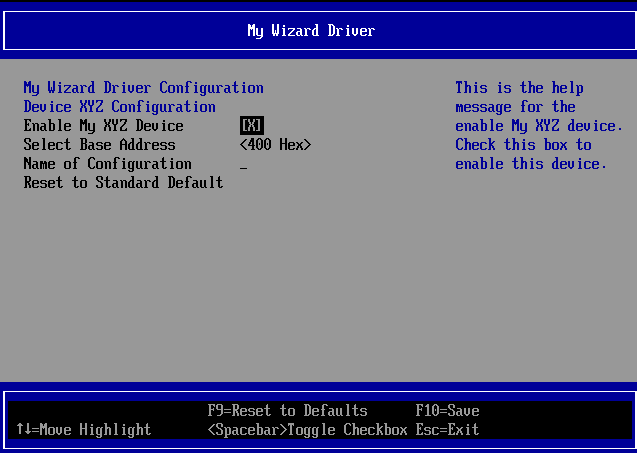 My Wizard Driver
My Wizard Driver Configuration
Device XYZ Configuration
Enable My XYZ Device [X]
Select Base Address <400 Hex>
Name of Configuration _
Reset to Standard Default
This is the help
message for the
enable My XYZ device.
Check this box to
enable this device.
F9=Reset to Defaults F10=Save
↑↓=Move Highlight <Spacebar>Toggle Checkbox Esc=Exit